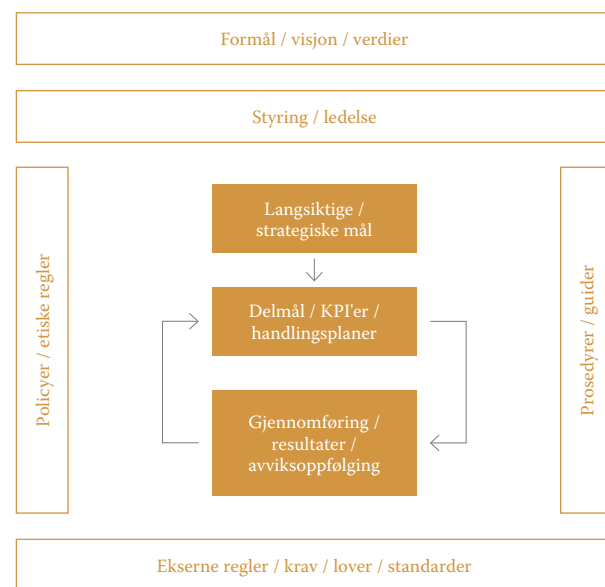 Formål / visjon / verdier
Styring / ledelse
Policyer / etiske regler
Langsiktige /
strategiske mål
Delmål / KPI'er /
handlingsplaner
Gjennomføring /
resultater /
avviksoppfølging
Prosedyrer / guider
Ekserne regler / krav / lover / standarder